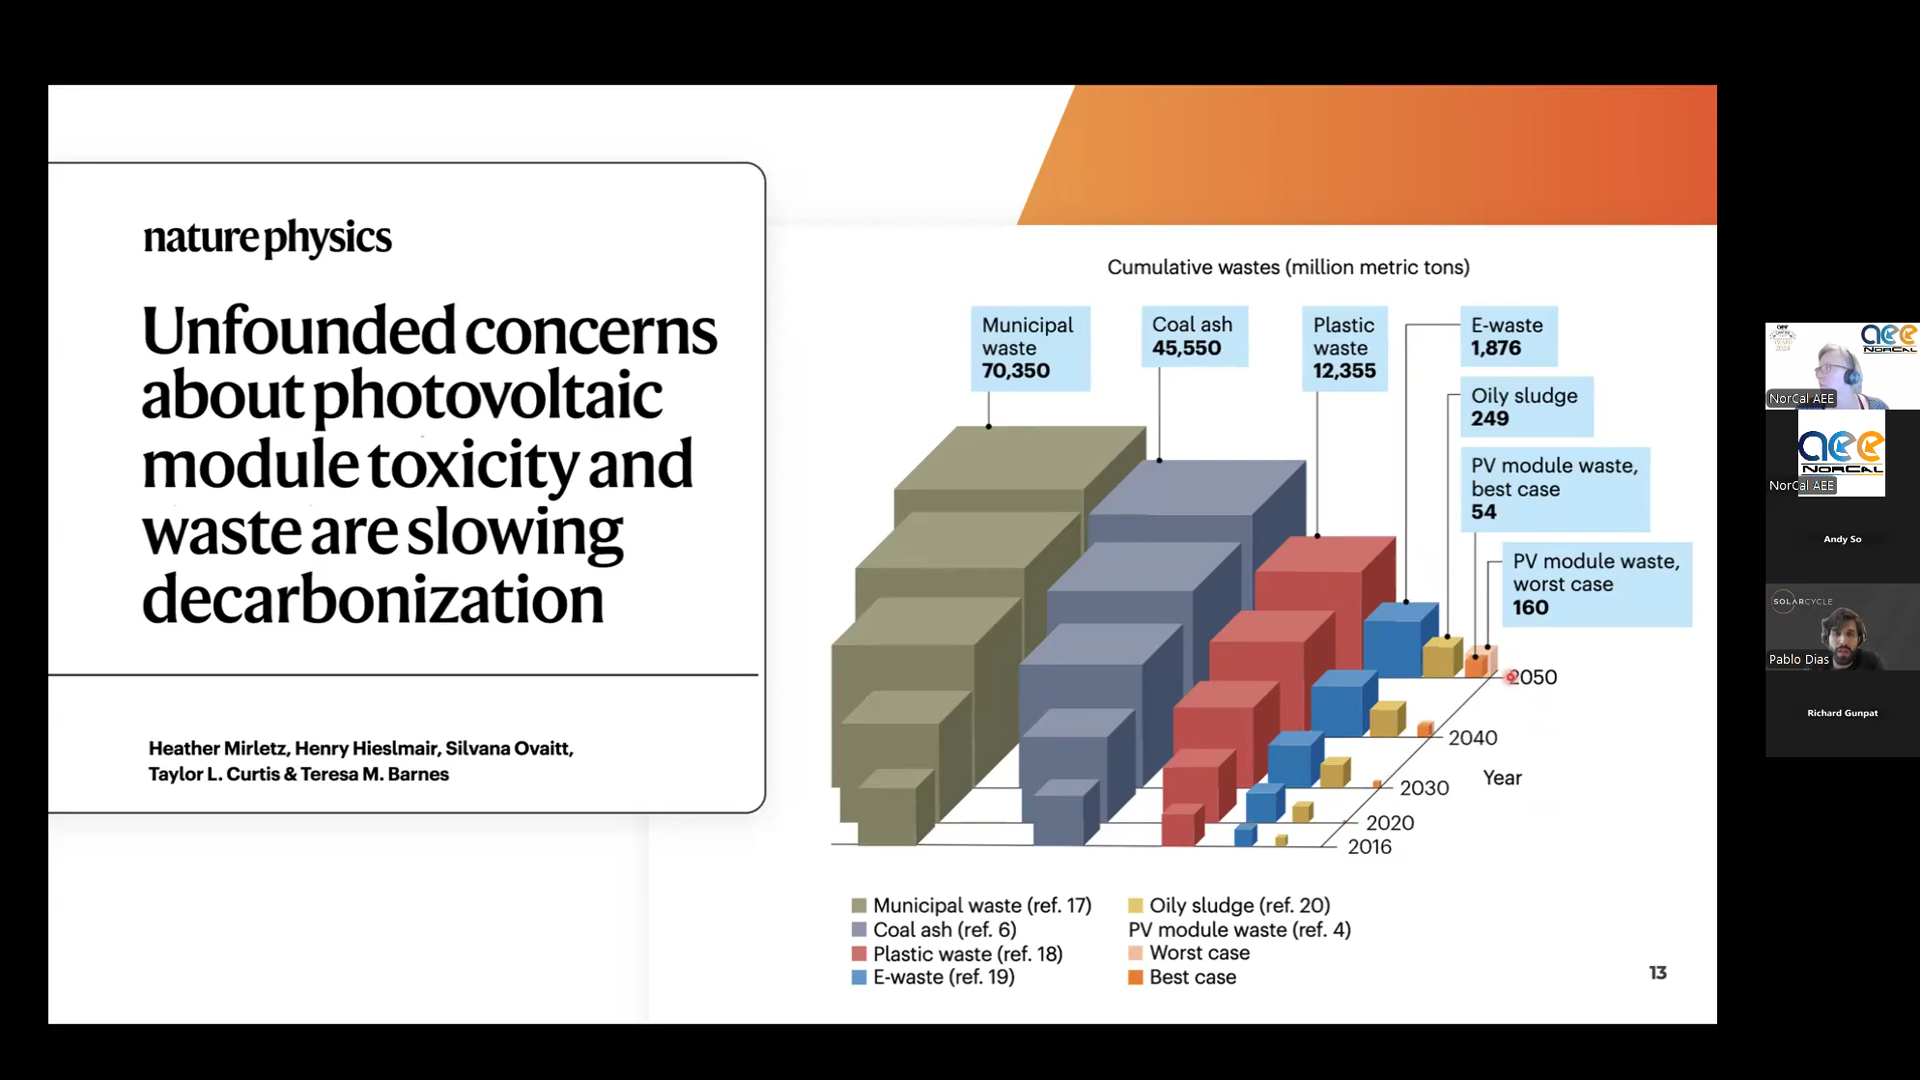 nature physics
Unfounded concerns
about photovoltaic
module toxicity and
waste are slowing
decarbonization
Heather Mirletz, Henry Hieslmair, Silvana Ovaitt,
Taylor L. Curtis & Teresa M. Barnes
Cumulative wastes (million metric tons)
Municipal
waste
70,350
Coal ash
45,550
Plastic
waste
12,355
E-waste
1,876
Oily sludge
249
PV module waste,
best case
54
PV module waste,
worst case
160
2050
2040
Year
2030
2020
2016
Municipal waste (ref. 17)
Coal ash (ref. 6)
Plastic waste (ref. 18)
E-waste (ref. 19)
Oily sludge (ref. 20)
PV module waste (ref. 4)
Worst case
Best case
13
aee
NORCAL
NorCal AEE
aee
NORCAL
NorCal AEE
Andy So
SOLARCYCLE
Pablo Dias
Richard Gunpat